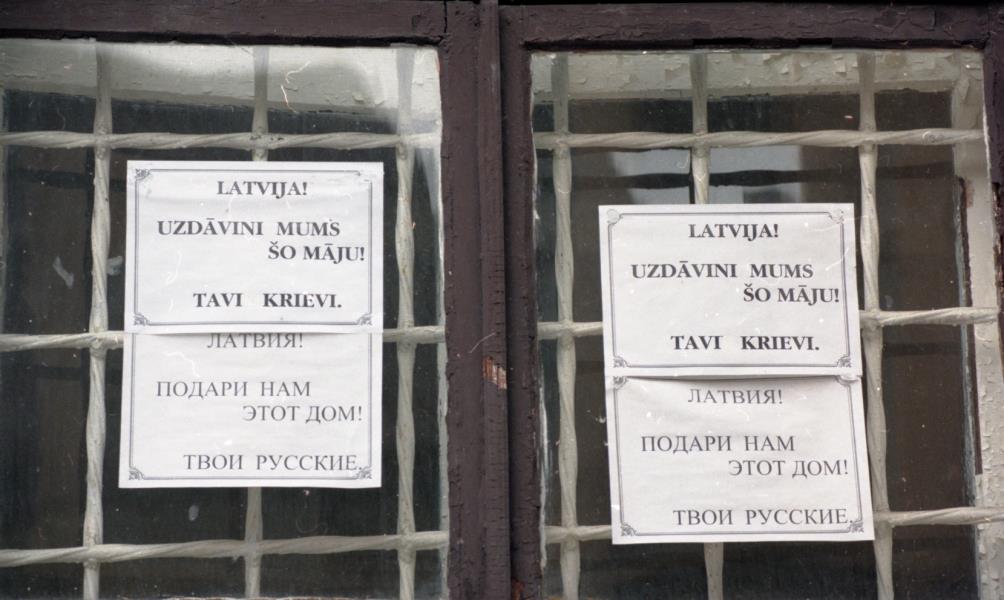 LATVIJA!
UZDĀVINI MUMS
ŠO MĀJU!
TAVI KRIEVI.
ЛАТВИЯ!
ПОДАРИ НАМ
ЭТОТ ДОМ!
ТВОИ РУССКИЕ.
LATVIJA!
UZDĀVINI MUMS
ŠO MĀJU!
TAVI KRIEVI.
ЛАТВИЯ!
ПОДАРИ НАМ
ЭТОТ ДОМ!
ТВОИ РУССКИЕ.